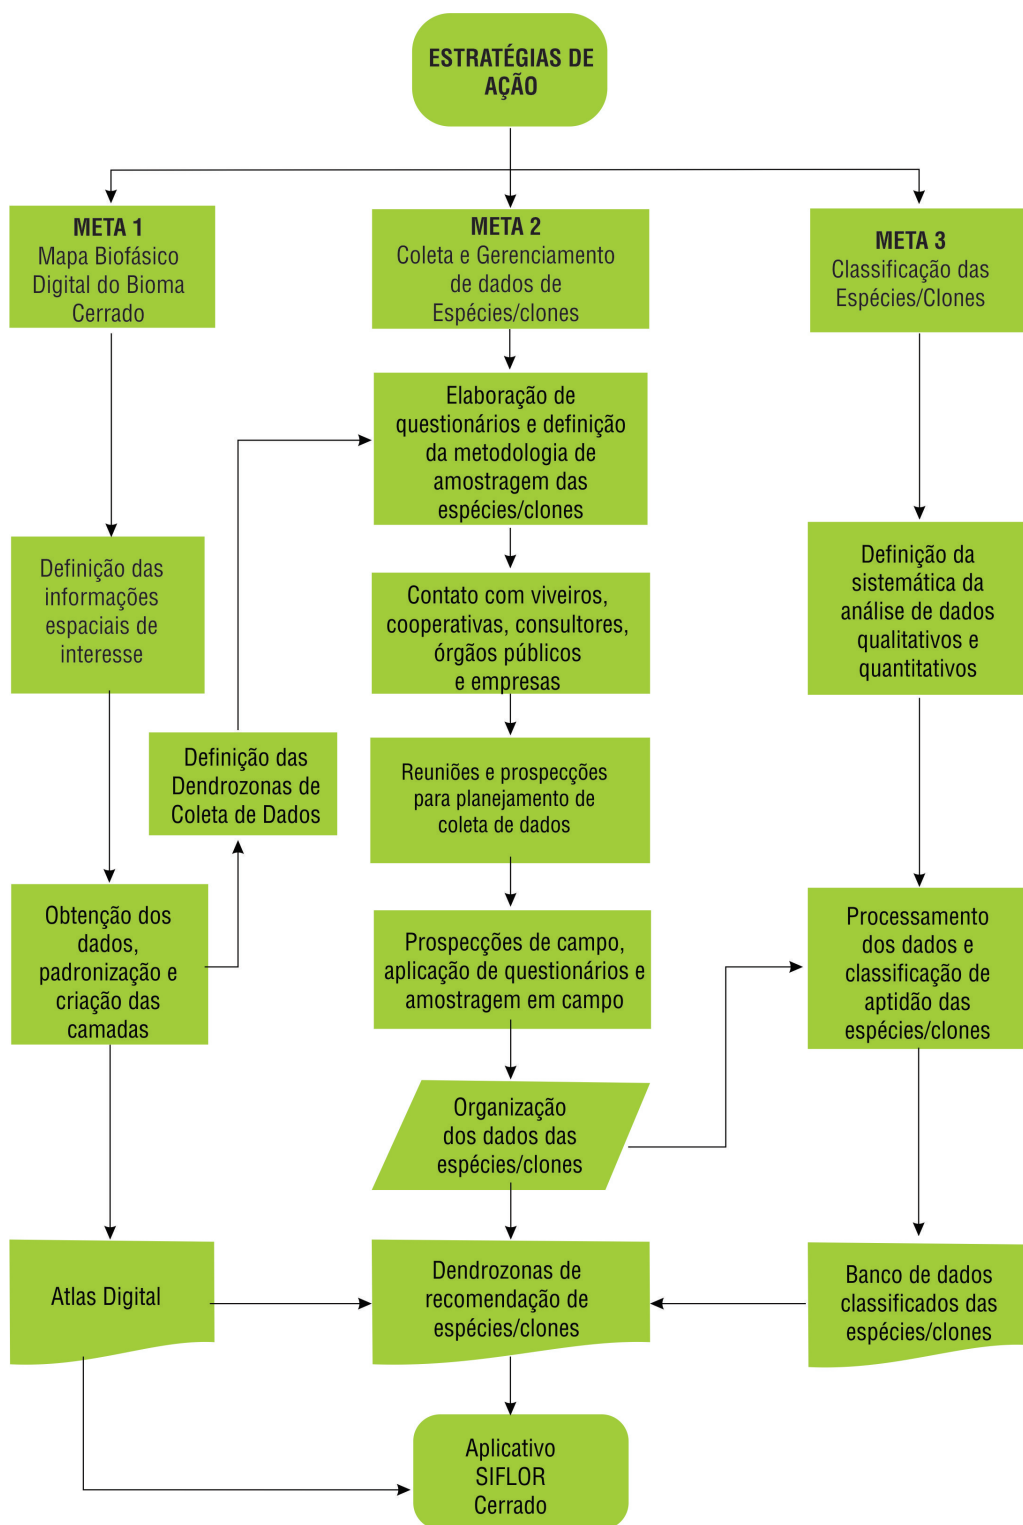 ESTRATÉGIAS DE
AÇÃO
META 1
Mapa Biofásico
Digital do Bioma
Cerrado
META 2
Coleta e Gerenciamento
de dados de
Espécies/clones
META 3
Classificação das
Espécies/Clones
Elaboração de
questionários e definição
da metodologia de
amostragem das
espécies/clones
Definição das
informações
espaciais de
interesse
Definição da
sistemática da
análise de dados
qualitativos e
quantitativos
Contato com viveiros,
cooperativas, consultores,
órgãos públicos
e empresas
Definição das
Dendrozonas de
Coleta de Dados
Reuniões e prospecções
para planejamento de
coleta de dados
Obtenção dos
dados,
padronização e
criação das
camadas
Prospecções de campo,
aplicação de questionários e
amostragem em campo
Processamento
dos dados e
classificação de
aptidão das
espécies/clones
Organização
dos dados das
espécies/clones
Atlas Digital
Dendrozonas de
recomendação de
espécies/clones
Banco de dados
classificados das
espécies/clones
Aplicativo
SIFLOR
Cerrado